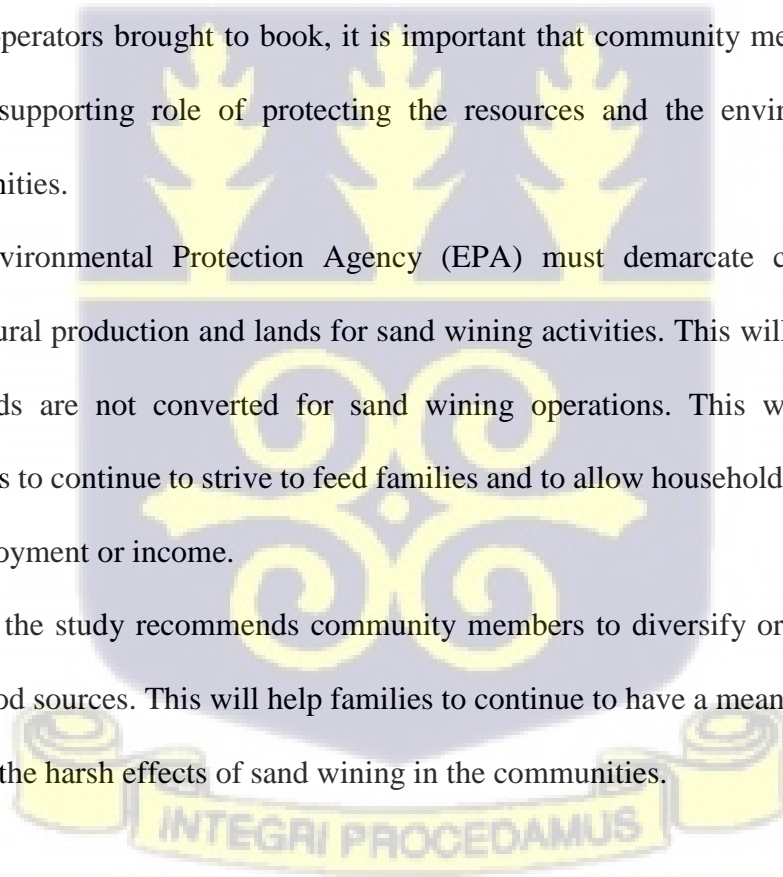 operators brought to book, it is important that community me
supporting role of protecting the resources and the envir
nities.
vironmental Protection Agency (EPA) must demarcate c
ural production and lands for sand wining activities. This will
ds are not converted for sand wining operations. This w
s to continue to strive to feed families and to allow household
oyment or income.
the study recommends community members to diversify or
od sources. This will help families to continue to have a mean
the harsh effects of sand wining in the communities.
INTEGRI PROCEDAMUS